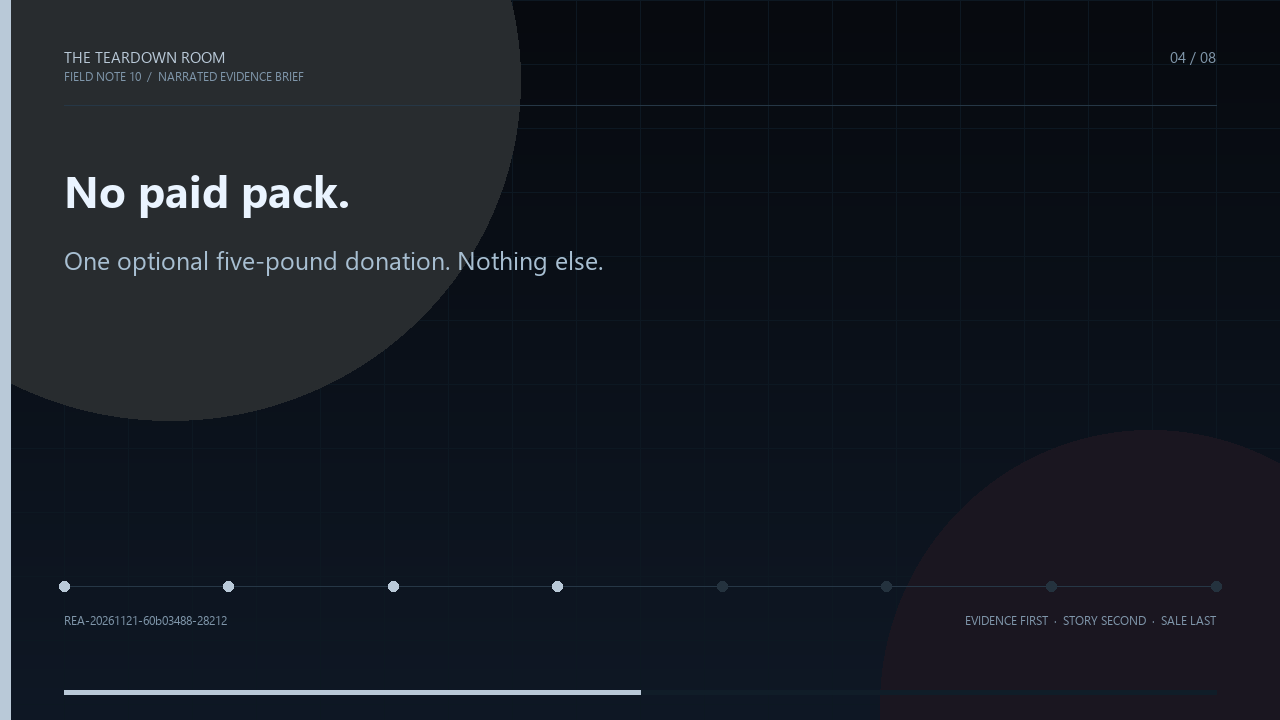 THE TEARDOWN ROOM
04 / 08
FIELD NOTE 10 / NARRATED EVIDENCE BRIEF
No paid pack.
One optional five-pound donation. Nothing else.
REA-20261121-60b03488-28212
EVIDENCE FIRST · STORY SECOND · SALE LAST